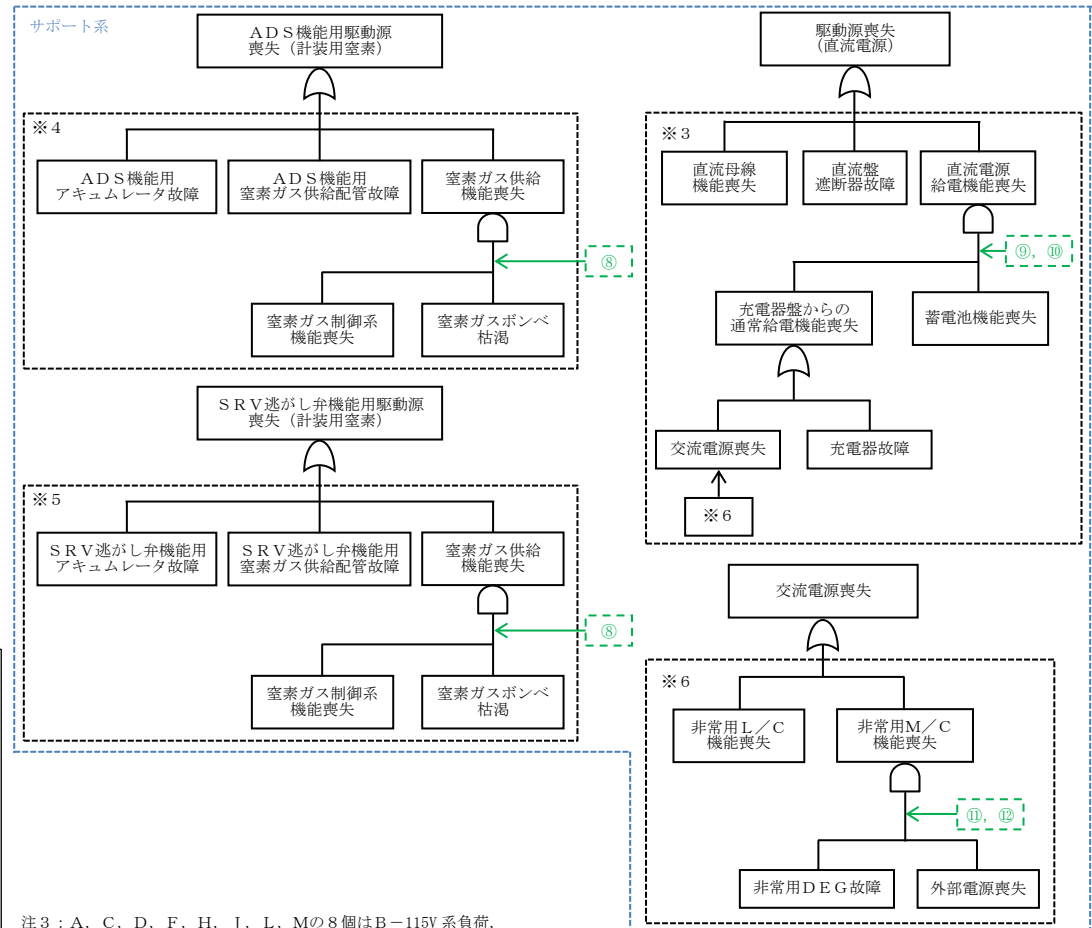 サポート系
ADS機能用駆動源
喪失（計装用窒素）
※4
ADS機能用
アキュムレータ故障
ADS機能用
窒素ガス供給配管故障
窒素ガス供給
機能喪失
⑧
窒素ガス制御系
機能喪失
窒素ガスボンベ
枯渇
SRV逃がし弁機能用駆動源
喪失（計装用窒素）
※5
SRV逃がし弁機能用
アキュムレータ故障
SRV逃がし弁機能用
窒素ガス供給配管故障
窒素ガス供給
機能喪失
⑧
窒素ガス制御系
機能喪失
窒素ガスボンベ
枯渇
駆動源喪失
（直流電源）
※3
直流母線
機能喪失
直流盤
遮断器故障
直流電源
給電機能喪失
⑨，⑩
充電器盤からの
通常給電機能喪失
蓄電池機能喪失
交流電源喪失
充電器故障
※6
交流電源喪失
※6
非常用L／C
機能喪失
非常用M／C
機能喪失
⑪，⑫
非常用DEG故障
外部電源喪失
注3：A，C，D，F，H，J，L，Mの8個はB－115V系負荷，